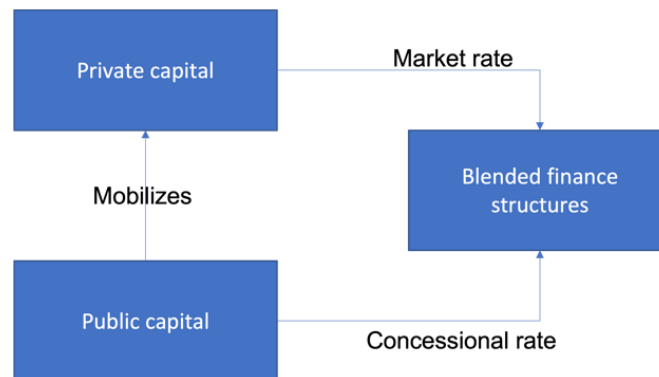 Private capital
Market rate
Blended finance
structures
Mobilizes
Public capital
Concessional rate